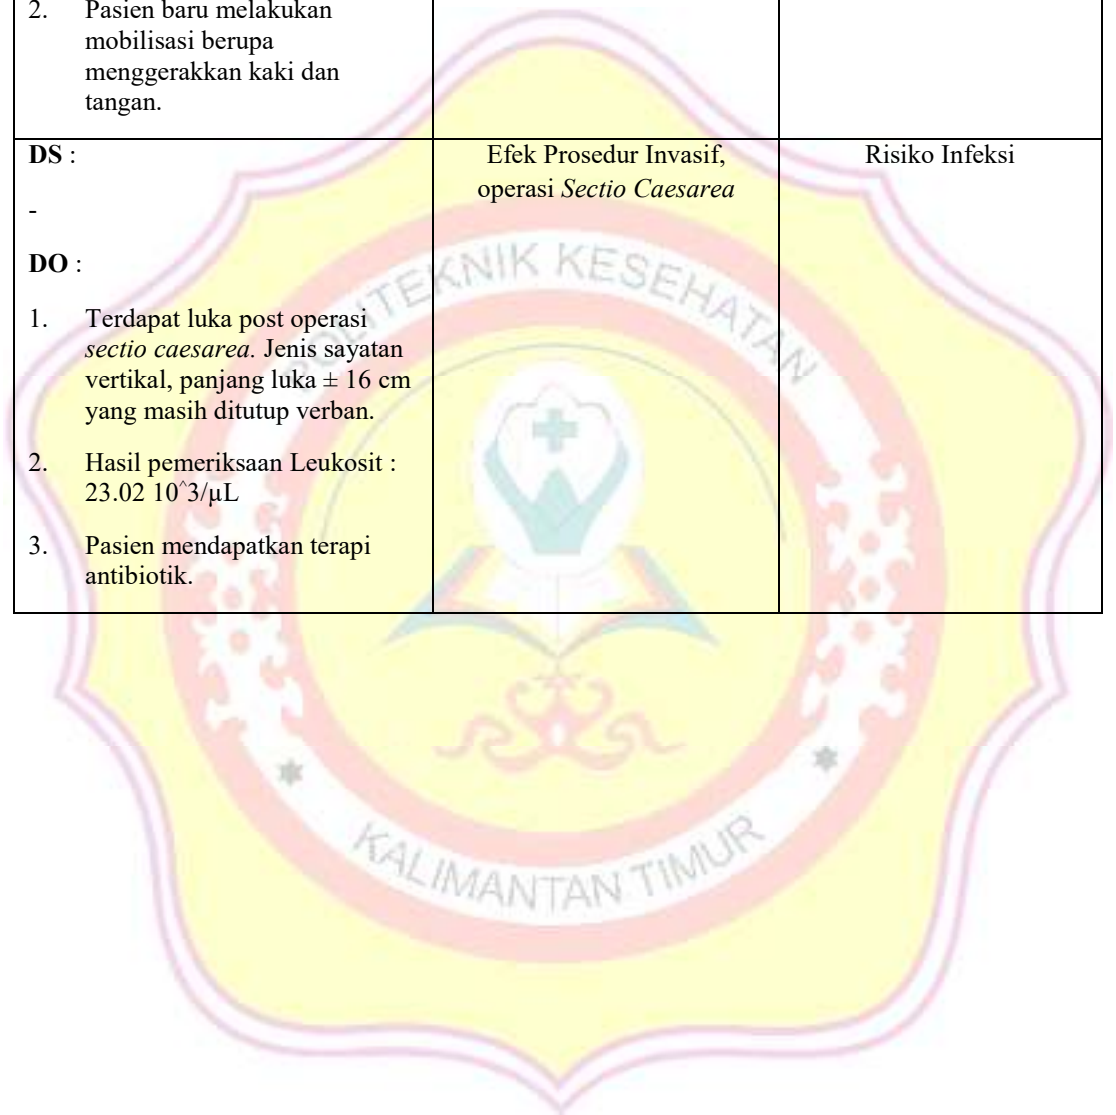 2. Pasien baru melakukan
mobilisasi berupa
menggerakkan kaki dan
tangan.
DS :
-
DO :
1. Terdapat luka post operasi
sectio caesarea. Jenis sayatan
vertikal, panjang luka ± 16 cm
yang masih ditutup verban.
2. Hasil pemeriksaan Leukosit :
23.02 10^3/µL
3. Pasien mendapatkan terapi
antibiotik.
Efek Prosedur Invasif,
operasi Sectio Caesarea
Risiko Infeksi
POLITEKNIK KESEHATAN
KALIMANTAN TIMUR